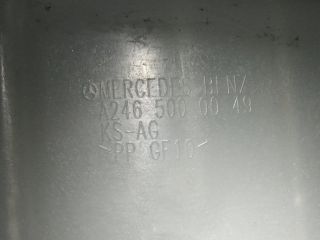 MERCEDES BENZ
A246 500 00 49
KS-AG
>PP GF10<